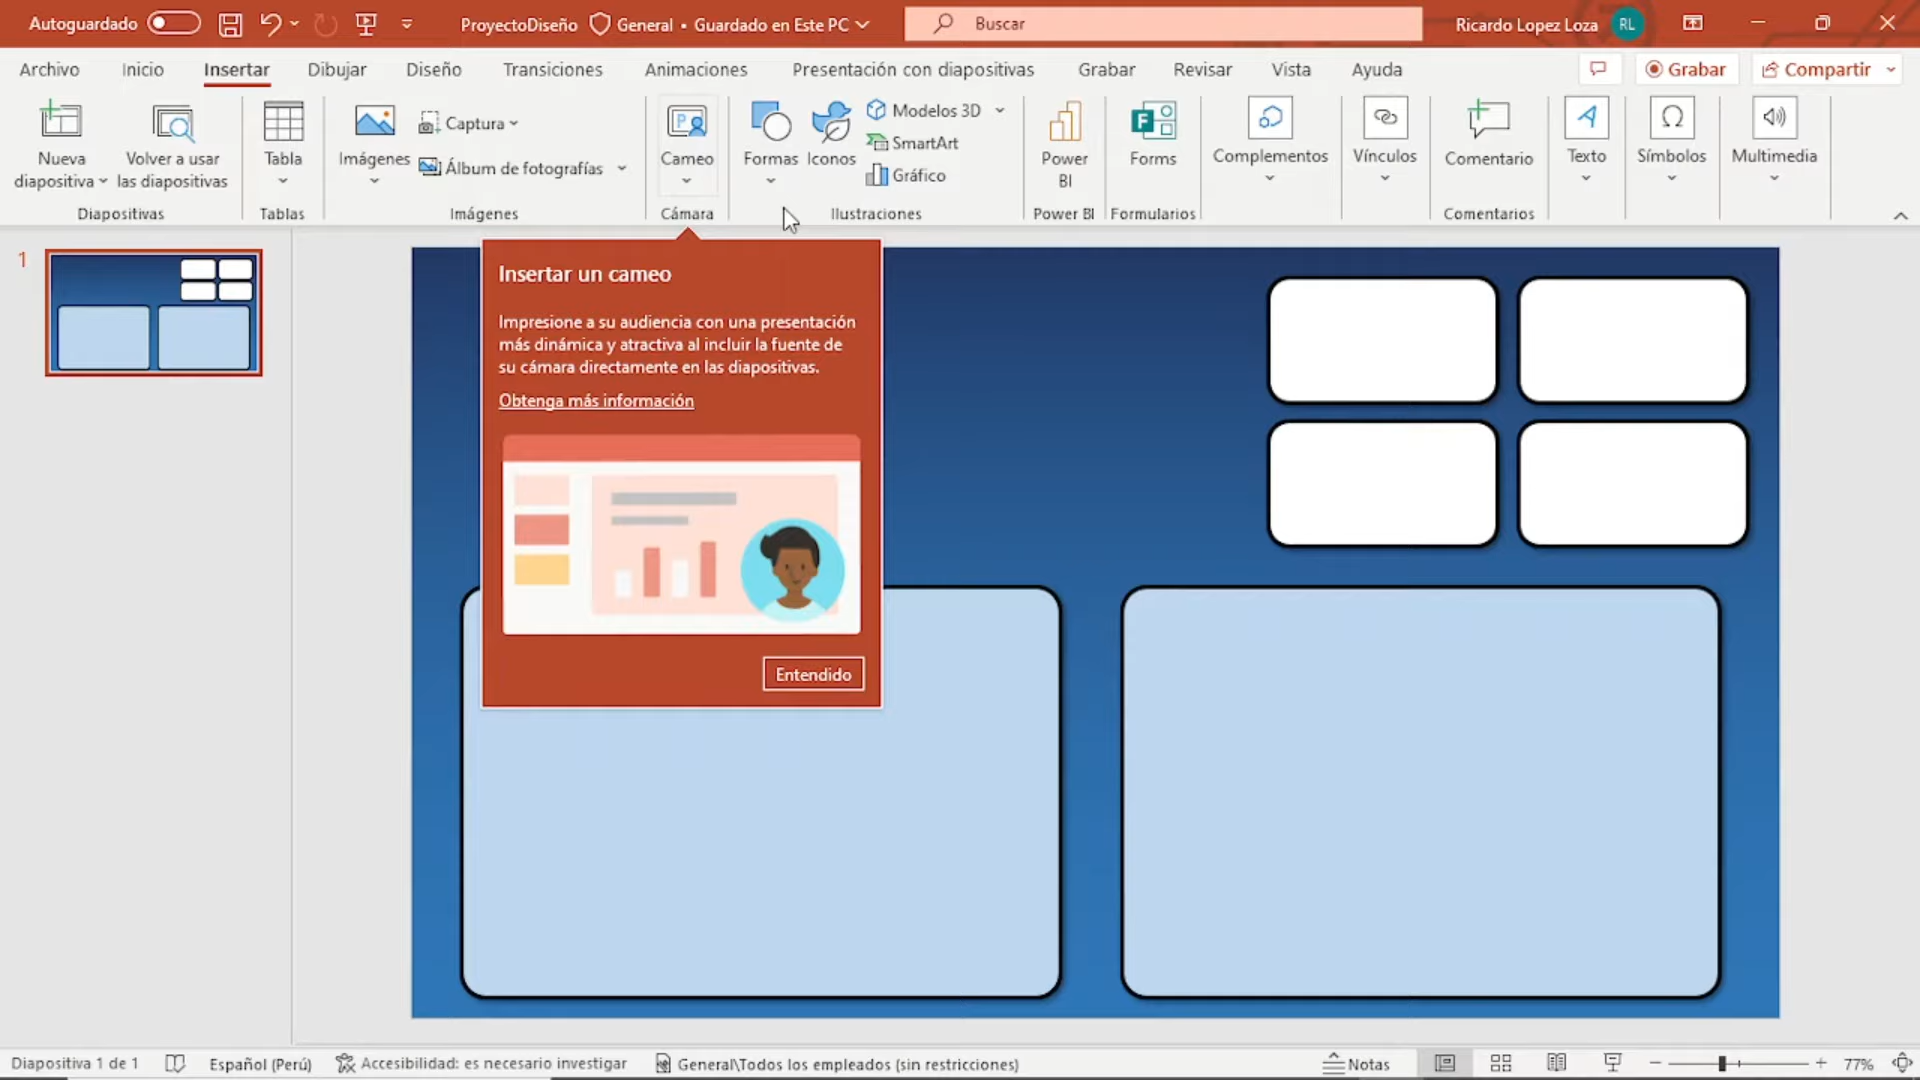 Autoguardado
ProyectoDiseño
General • Guardado en Este PC
Buscar
Ricardo Lopez Loza
RL
Archivo
Inicio
Insertar
Dibujar
Diseño
Transiciones
Animaciones
Presentación con diapositivas
Grabar
Revisar
Vista
Ayuda
Grabar
Compartir
Nueva
diapositiva
Volver a usar
las diapositivas
Diapositivas
Tabla
Tablas
Imágenes
Captura
Álbum de fotografías
Imágenes
Cameo
Cámara
Formas
Iconos
Modelos 3D
SmartArt
Gráfico
Ilustraciones
Power
BI
Power BI
Forms
Formularios
Complementos
Vínculos
Comentario
Comentarios
Texto
Símbolos
Multimedia
1
Insertar un cameo
Impresione a su audiencia con una presentación
más dinámica y atractiva al incluir la fuente de
su cámara directamente en las diapositivas.
Obtenga más información
Entendido
Diapositiva 1 de 1
Español (Perú)
Accesibilidad: es necesario investigar
General\Todos los empleados (sin restricciones)
Notas
77%